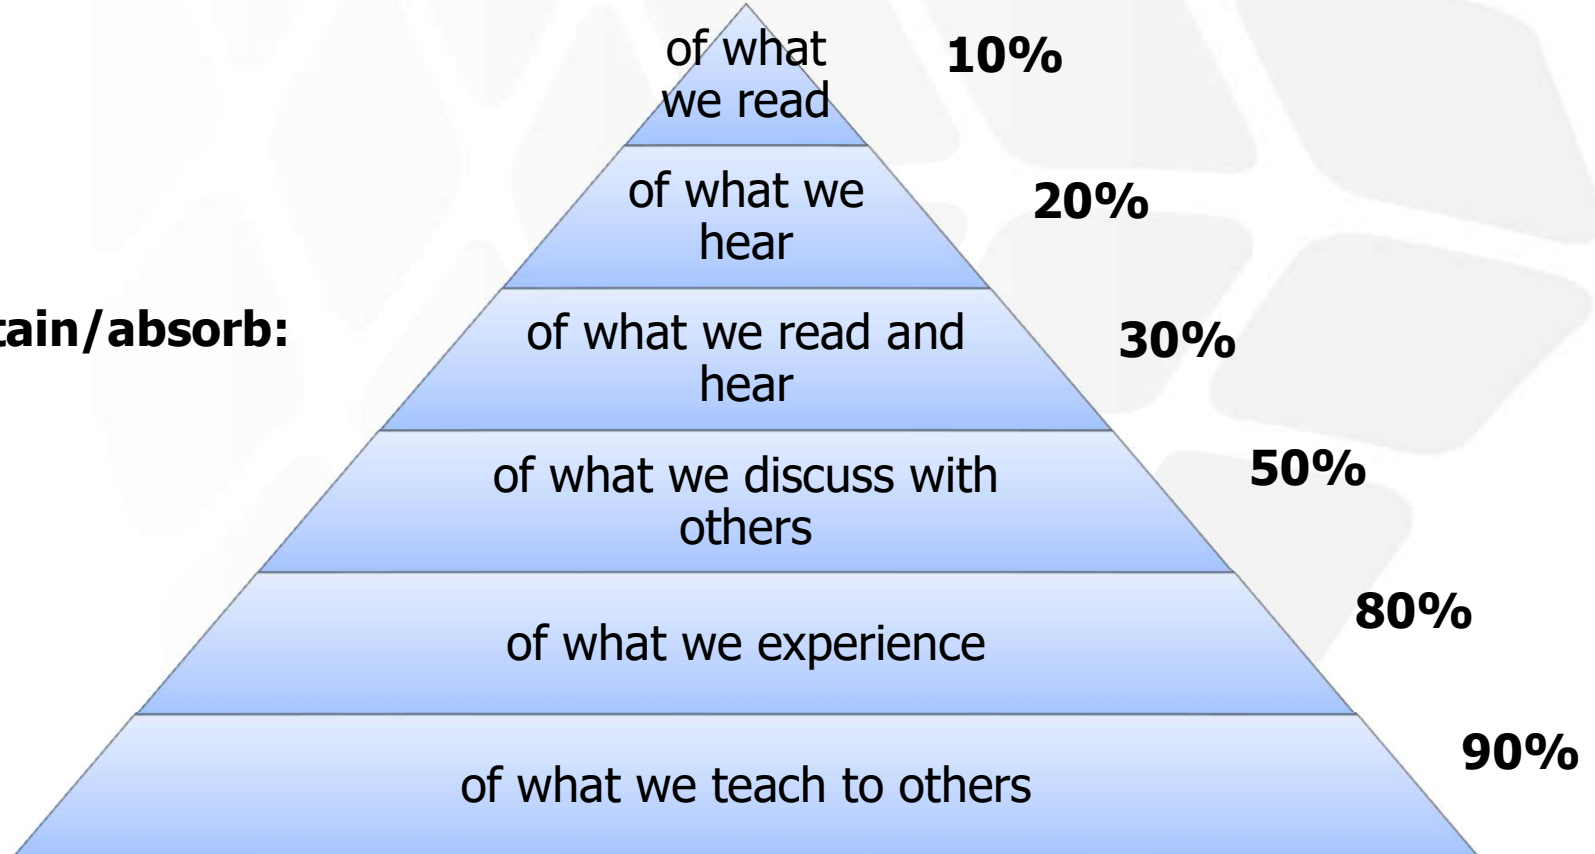 of what
we read
10%
of what we
hear
20%
tain/absorb:
of what we read and
hear
30%
of what we discuss with
others
50%
of what we experience
80%
of what we teach to others
90%